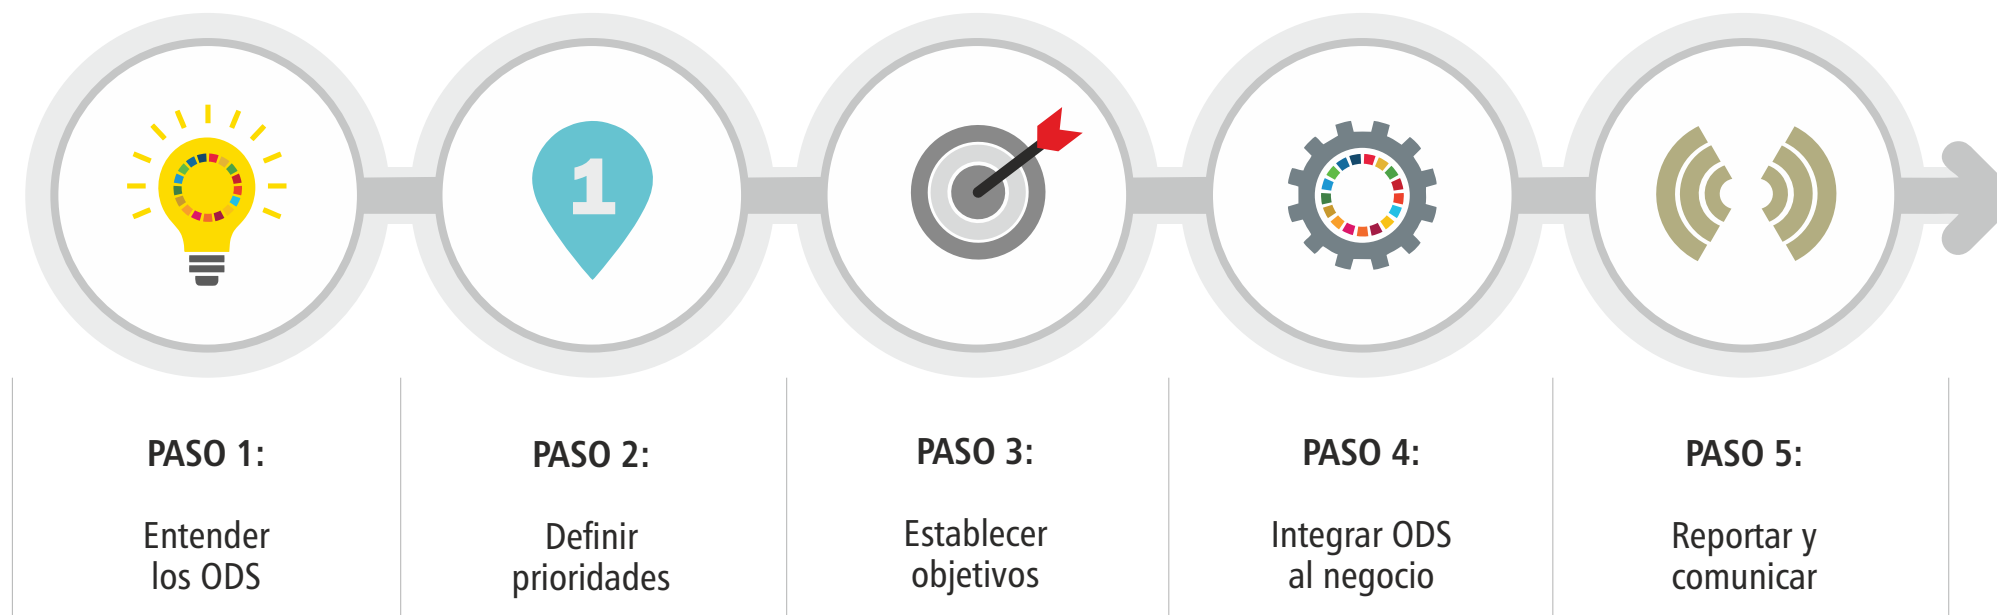 1
PASO 1:
Entender
los ODS
PASO 2:
Definir
prioridades
PASO 3:
Establecer
objetivos
PASO 4:
Integrar ODS
al negocio
PASO 5:
Reportar y
comunicar